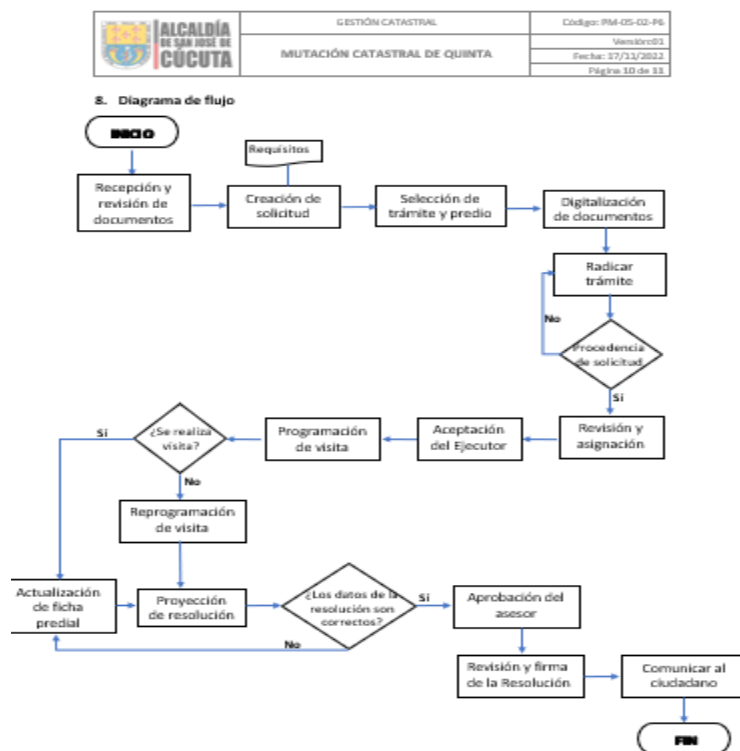 ALCALDÍA
DE SAN JOSÉ DE
CÚCUTA
GESTIÓN CATASTRAL
MUTACIÓN CATASTRAL DE QUINTA
Código: PM-05-02-P6
Versión:01
Fecha: 17/11/2022
Página 10 de 11
8. Diagrama de flujo
INICIO
Requisitos
Recepción y
revisión de
documentos
Creación de
solicitud
Selección de
trámite y predio
Digitalización
de documentos
Radicar
trámite
No
Procedencia
de solicitud
Sí
Revisión y
asignación
Aceptación
del Ejecutor
Programación
de visita
¿Se realiza
visita?
Sí
No
Reprogramación
de visita
Actualización
de ficha
predial
Proyección
de resolución
¿Los datos de la
resolución son
correctos?
Sí
No
Aprobación del
asesor
Revisión y firma
de la Resolución
Comunicar al
ciudadano
FIN